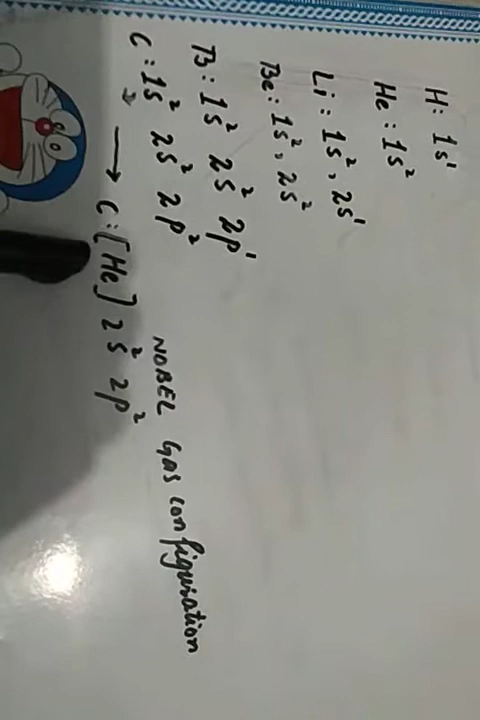 H: 1s¹
He: 1s²
Li: 1s², 2s¹
Be: 1s², 2s²
B: 1s² 2s² 2p¹
C: 1s² 2s² 2p²
NOBEL GAS configuration
→ C: [He] 2s² 2p²